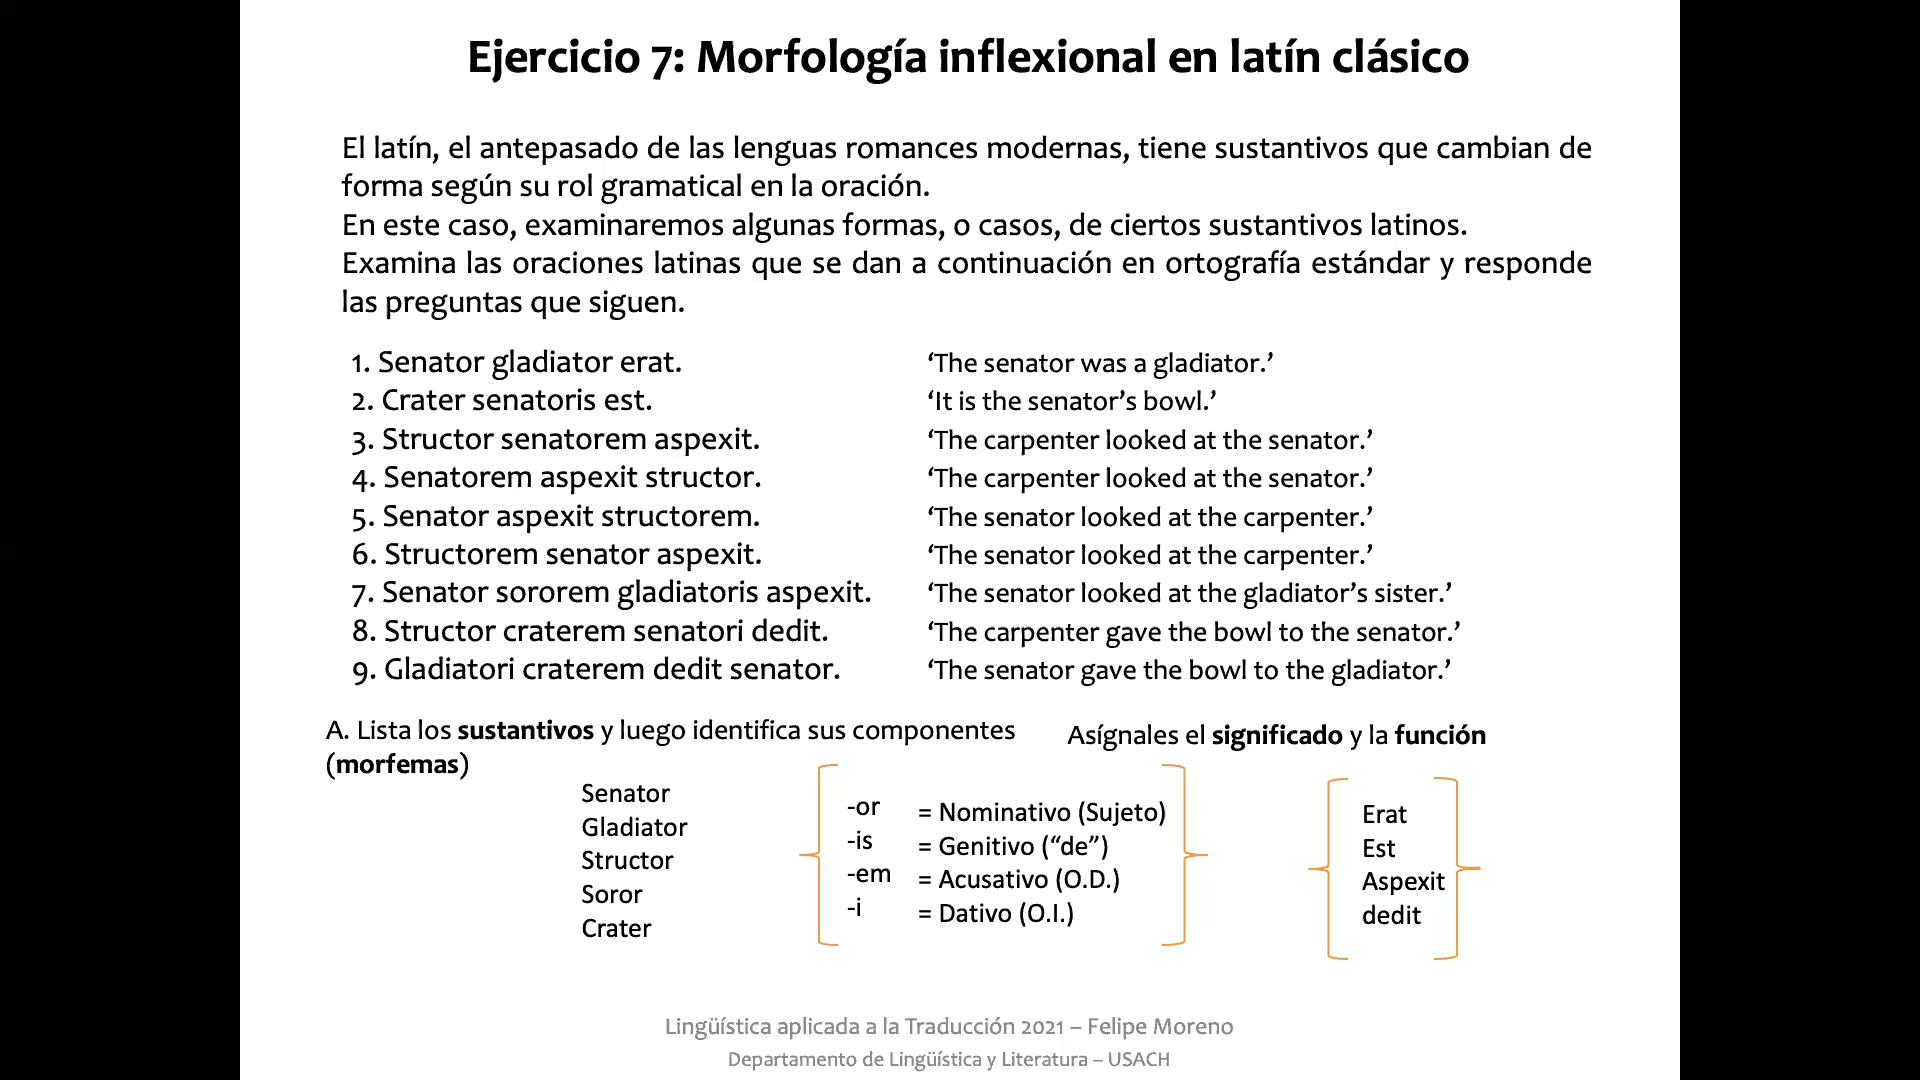 Ejercicio 7: Morfología inflexional en latín clásico
El latín, el antepasado de las lenguas romances modernas, tiene sustantivos que cambian de
forma según su rol gramatical en la oración.
En este caso, examinaremos algunas formas, o casos, de ciertos sustantivos latinos.
Examina las oraciones latinas que se dan a continuación en ortografía estándar y responde
las preguntas que siguen.
1. Senator gladiator erat. ‘The senator was a gladiator.’
2. Crater senatoris est. ‘It is the senator’s bowl.’
3. Structor senatorem aspexit. ‘The carpenter looked at the senator.’
4. Senatorem aspexit structor. ‘The carpenter looked at the senator.’
5. Senator aspexit structorem. ‘The senator looked at the carpenter.’
6. Structorem senator aspexit. ‘The senator looked at the carpenter.’
7. Senator sororem gladiatoris aspexit. ‘The senator looked at the gladiator’s sister.’
8. Structor craterem senatori dedit. ‘The carpenter gave the bowl to the senator.’
9. Gladiatori craterem dedit senator. ‘The senator gave the bowl to the gladiator.’
A. Lista los sustantivos y luego identifica sus componentes
(morfemas)
Asígnales el significado y la función
Senator
Gladiator
Structor
Soror
Crater
-or = Nominativo (Sujeto)
-is = Genitivo (“de”)
-em = Acusativo (O.D.)
-i = Dativo (O.I.)
Erat
Est
Aspexit
dedit
Lingüística aplicada a la Traducción 2021 – Felipe Moreno
Departamento de Lingüística y Literatura – USACH